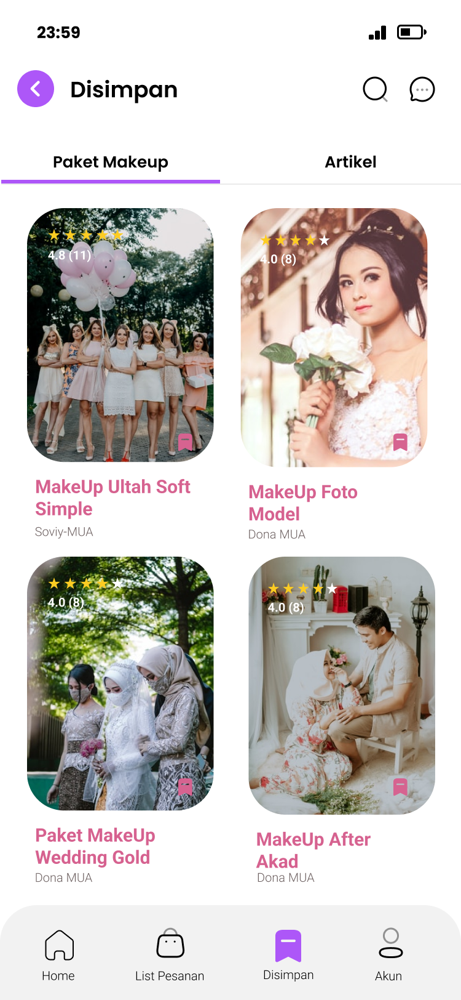 23:59
Disimpan
Paket Makeup
Artikel
4.8 (11)
MakeUp Ultah Soft
Simple
Soviy-MUA
4.0 (8)
MakeUp Foto
Model
Dona MUA
4.0 (8)
Paket MakeUp
Wedding Gold
Dona MUA
4.0 (8)
MakeUp After
Akad
Dona MUA
Home
List Pesanan
Disimpan
Akun